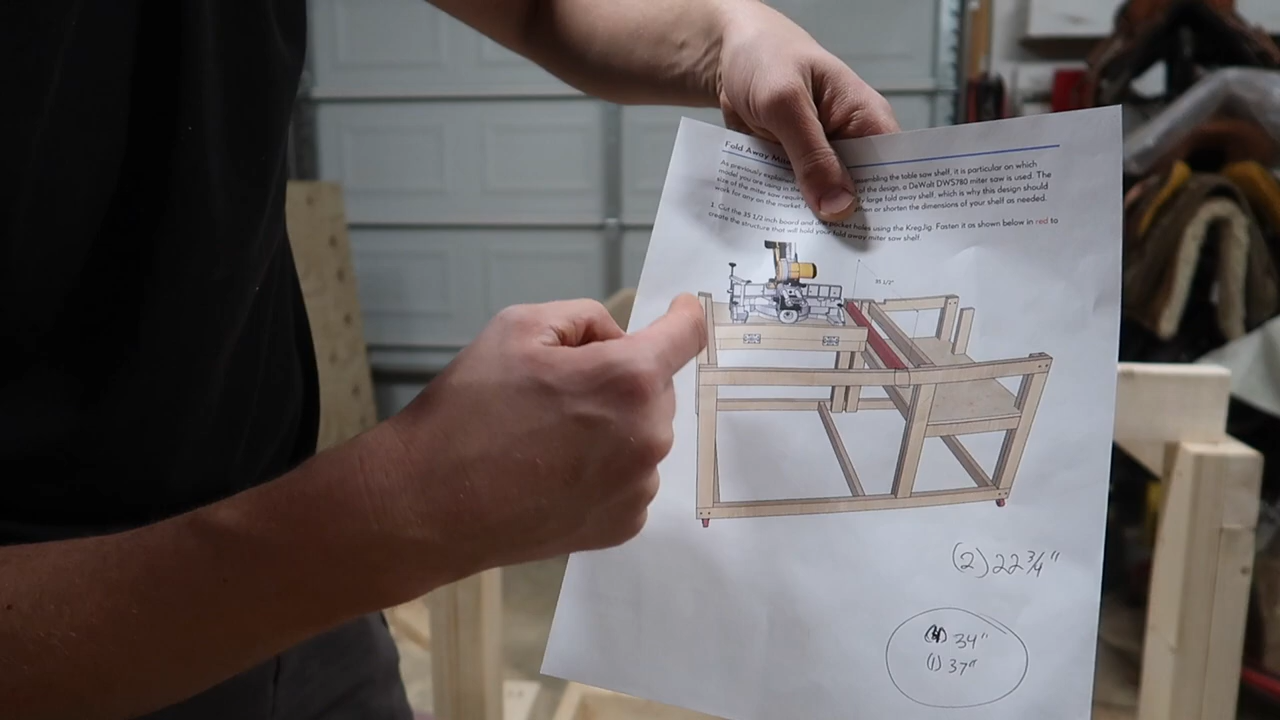 Fold Away
As previously explained assembling the table saw shelf, it is particular on which
model you are using in the of the design, a DeWalt DWS780 miter saw is used. The
size of the miter saw large fold away shelf, which is why this design should
work for any on the market or shorten the dimensions of your shelf as needed.
1. Cut the 35 1/2 inch board and pocket holes using the Kreg Jig. Fasten it as shown below in red to
create the structure that will hold your fold away miter saw shelf.
35 1/2"
(2) 22 3/4"
34"
(1) 37"